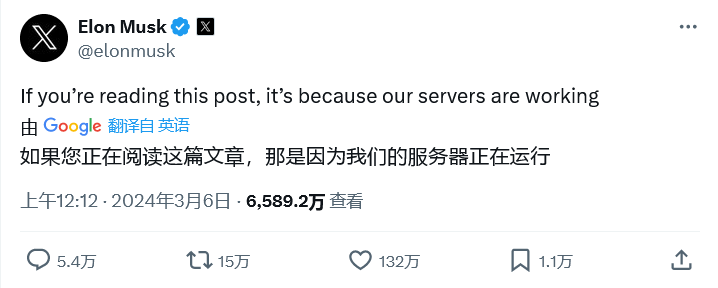 Elon Musk
@elonmusk
If you’re reading this post, it’s because our servers are working
由 Google 翻译自 英语
如果您正在阅读这篇文章，那是因为我们的服务器正在运行
上午12:12 · 2024年3月6日 · 6,589.2万 查看
5.4万 15万 132万 1.1万